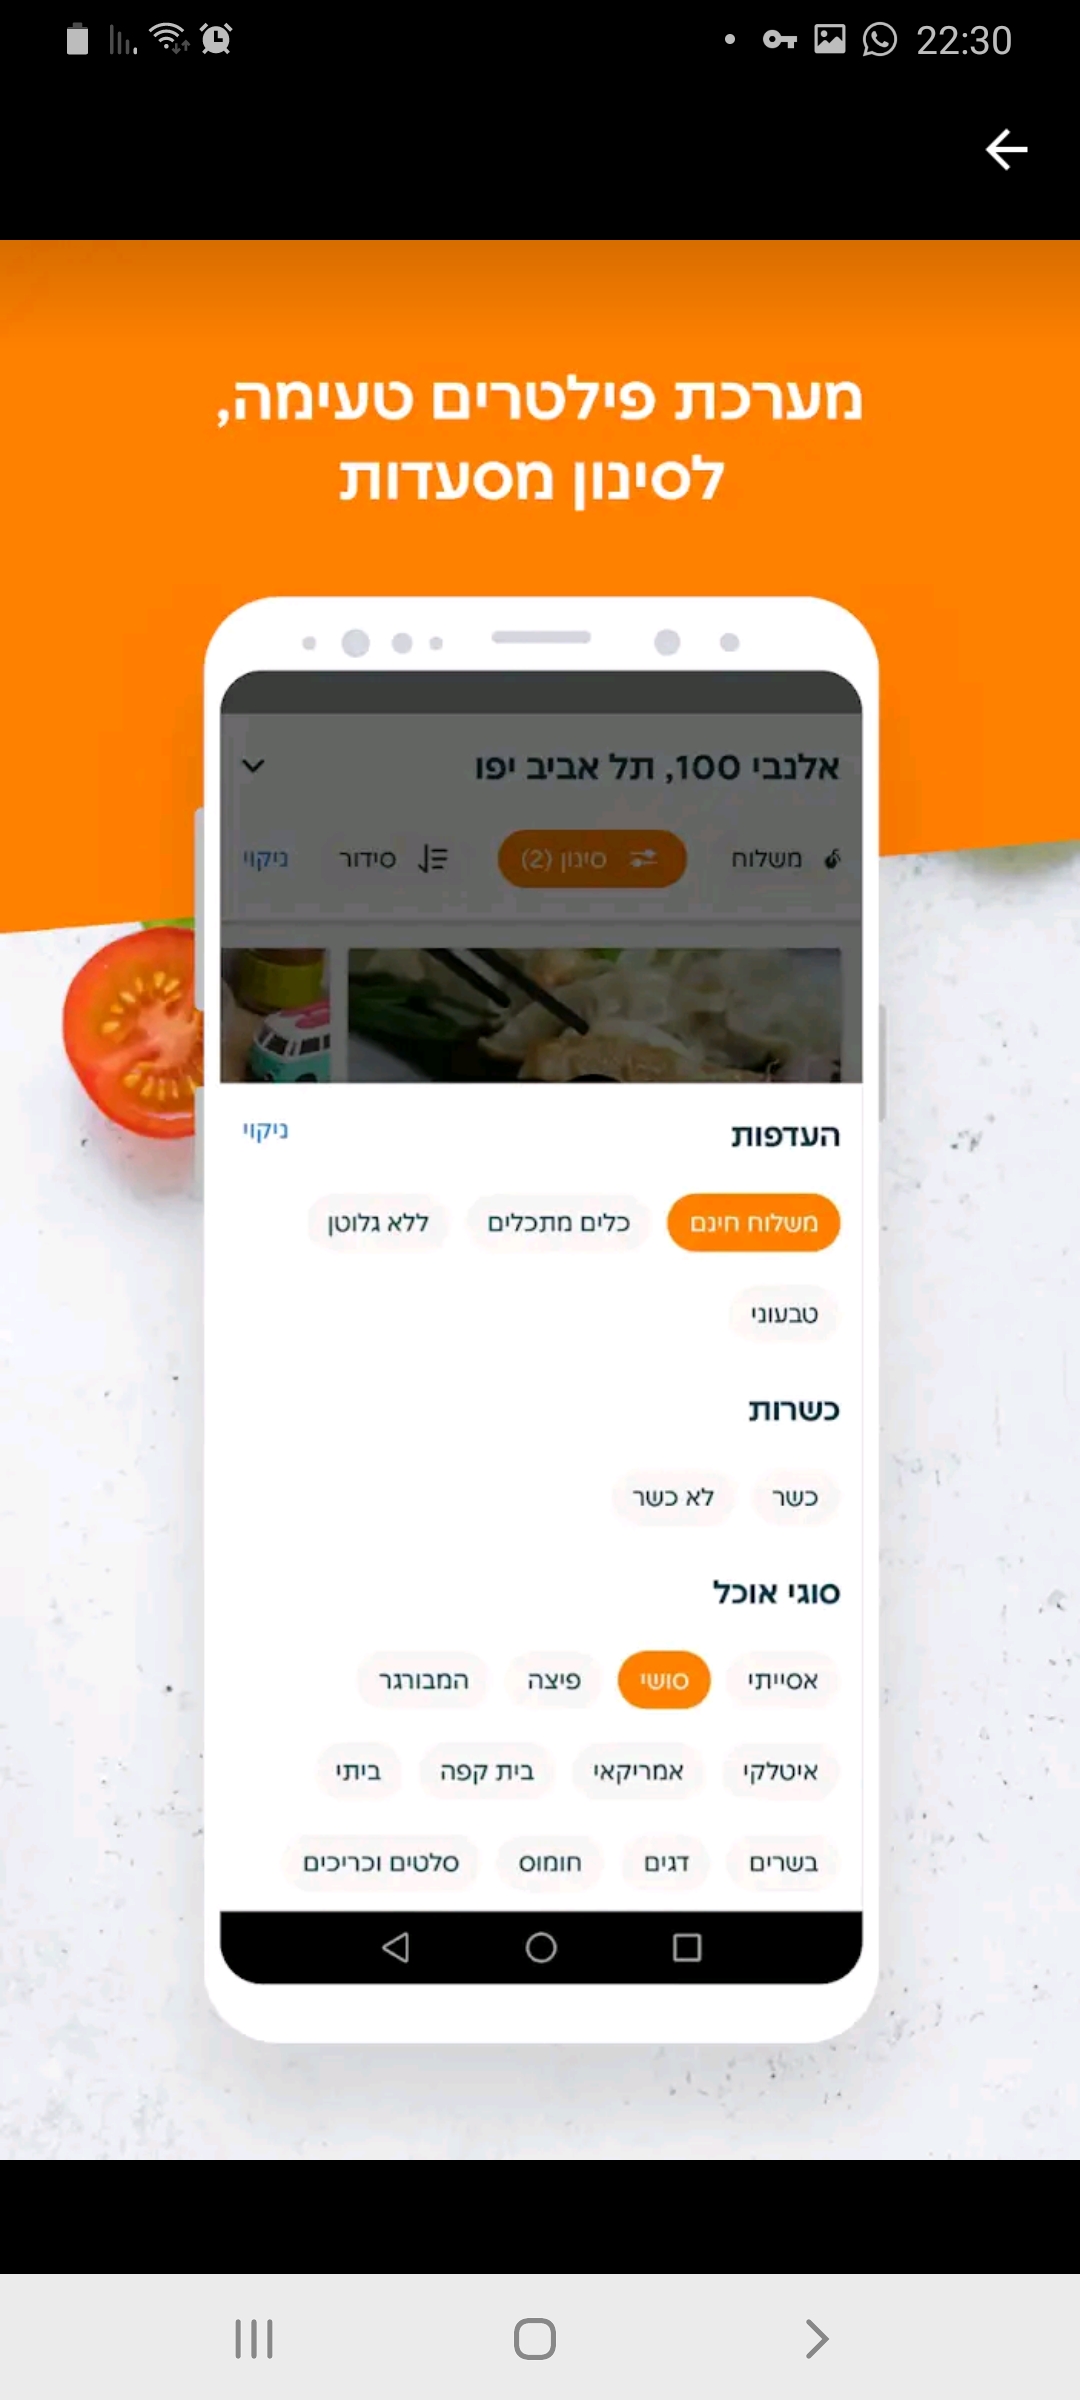 22:30
מערכת פילטרים טעימה,
לסינון מסעדות
אלנבי 100, תל אביב יפו
משלוח סינון (2) סידור ניקוי
העדפות ניקוי
משלוח חינם כלים מתכלים ללא גלוטן
טבעוני
כשרות
כשר לא כשר
סוגי אוכל
אסייתי סושי פיצה המבורגר
איטלקי אמריקאי בית קפה ביתי
בשרים דגים חומוס סלטים וכריכים